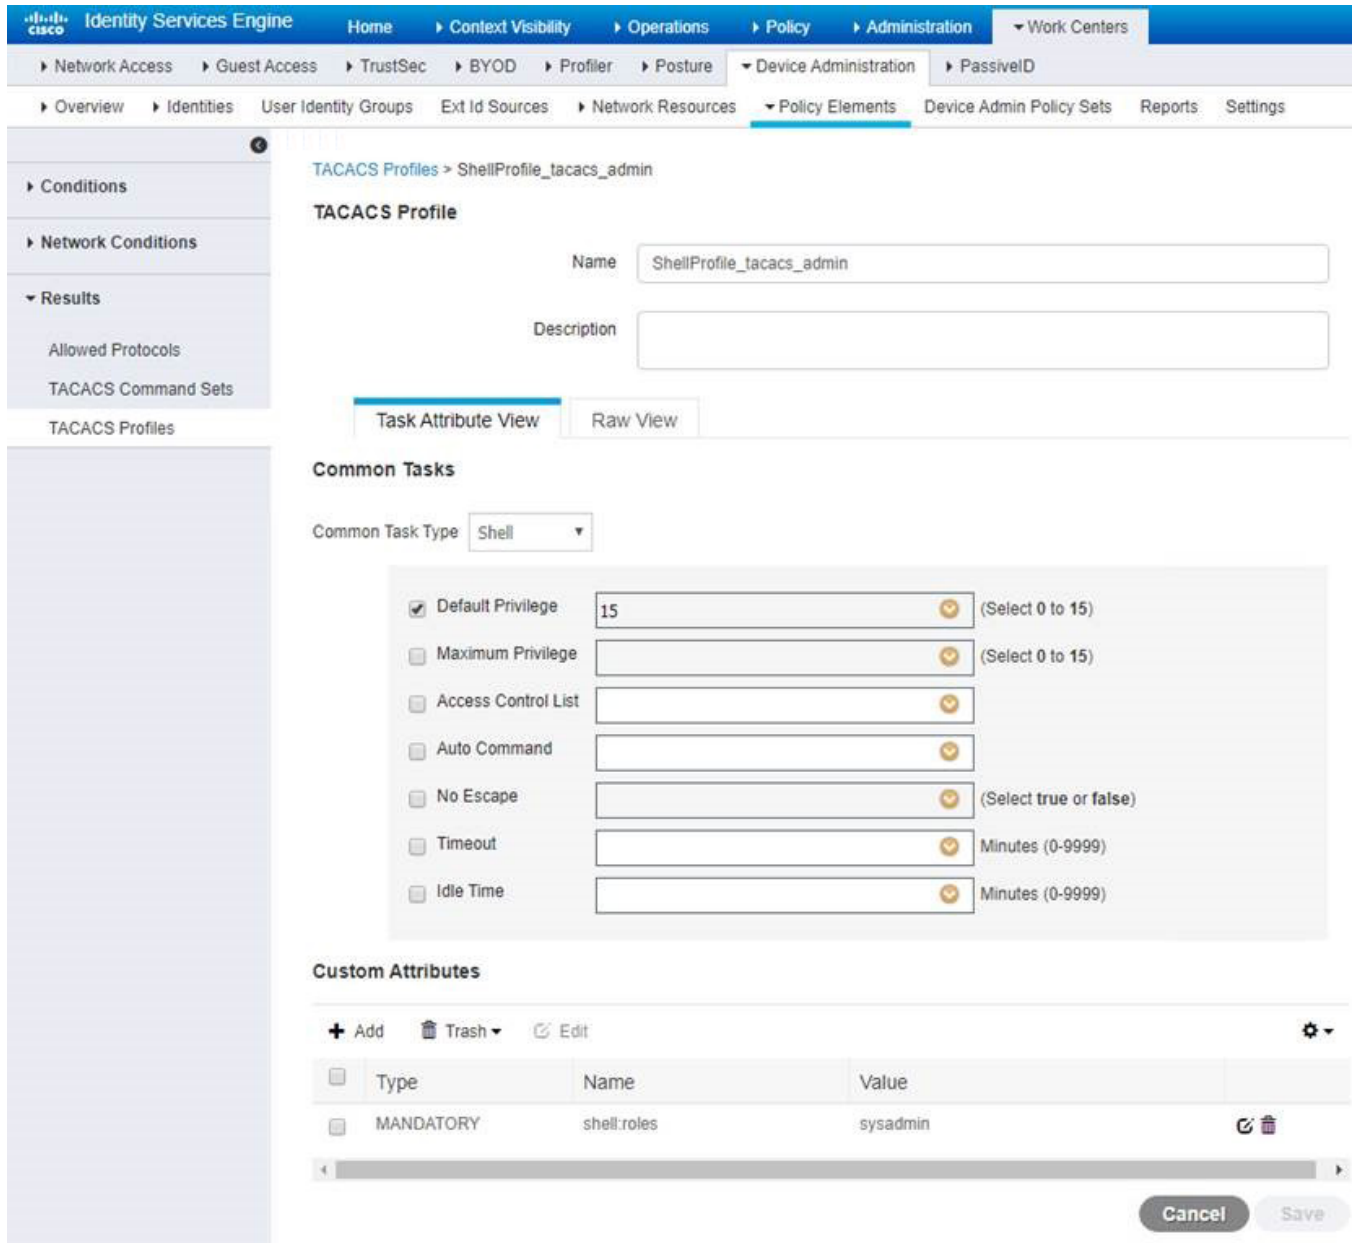 cisco Identity Services Engine Home Context Visibility Operations Policy Administration Work Centers
Network Access Guest Access TrustSec BYOD Profiler Posture Device Administration PassiveID
Overview Identities User Identity Groups Ext Id Sources Network Resources Policy Elements Device Admin Policy Sets Reports Settings
Conditions
Network Conditions
Results
Allowed Protocols
TACACS Command Sets
TACACS Profiles
TACACS Profiles > ShellProfile_tacacs_admin
TACACS Profile
Name ShellProfile_tacacs_admin
Description
Task Attribute View Raw View
Common Tasks
Common Task Type Shell
Default Privilege 15 (Select 0 to 15)
Maximum Privilege (Select 0 to 15)
Access Control List
Auto Command
No Escape (Select true or false)
Timeout Minutes (0-9999)
Idle Time Minutes (0-9999)
Custom Attributes
Add Trash Edit
Type Name Value
MANDATORY shell:roles sysadmin
Cancel Save